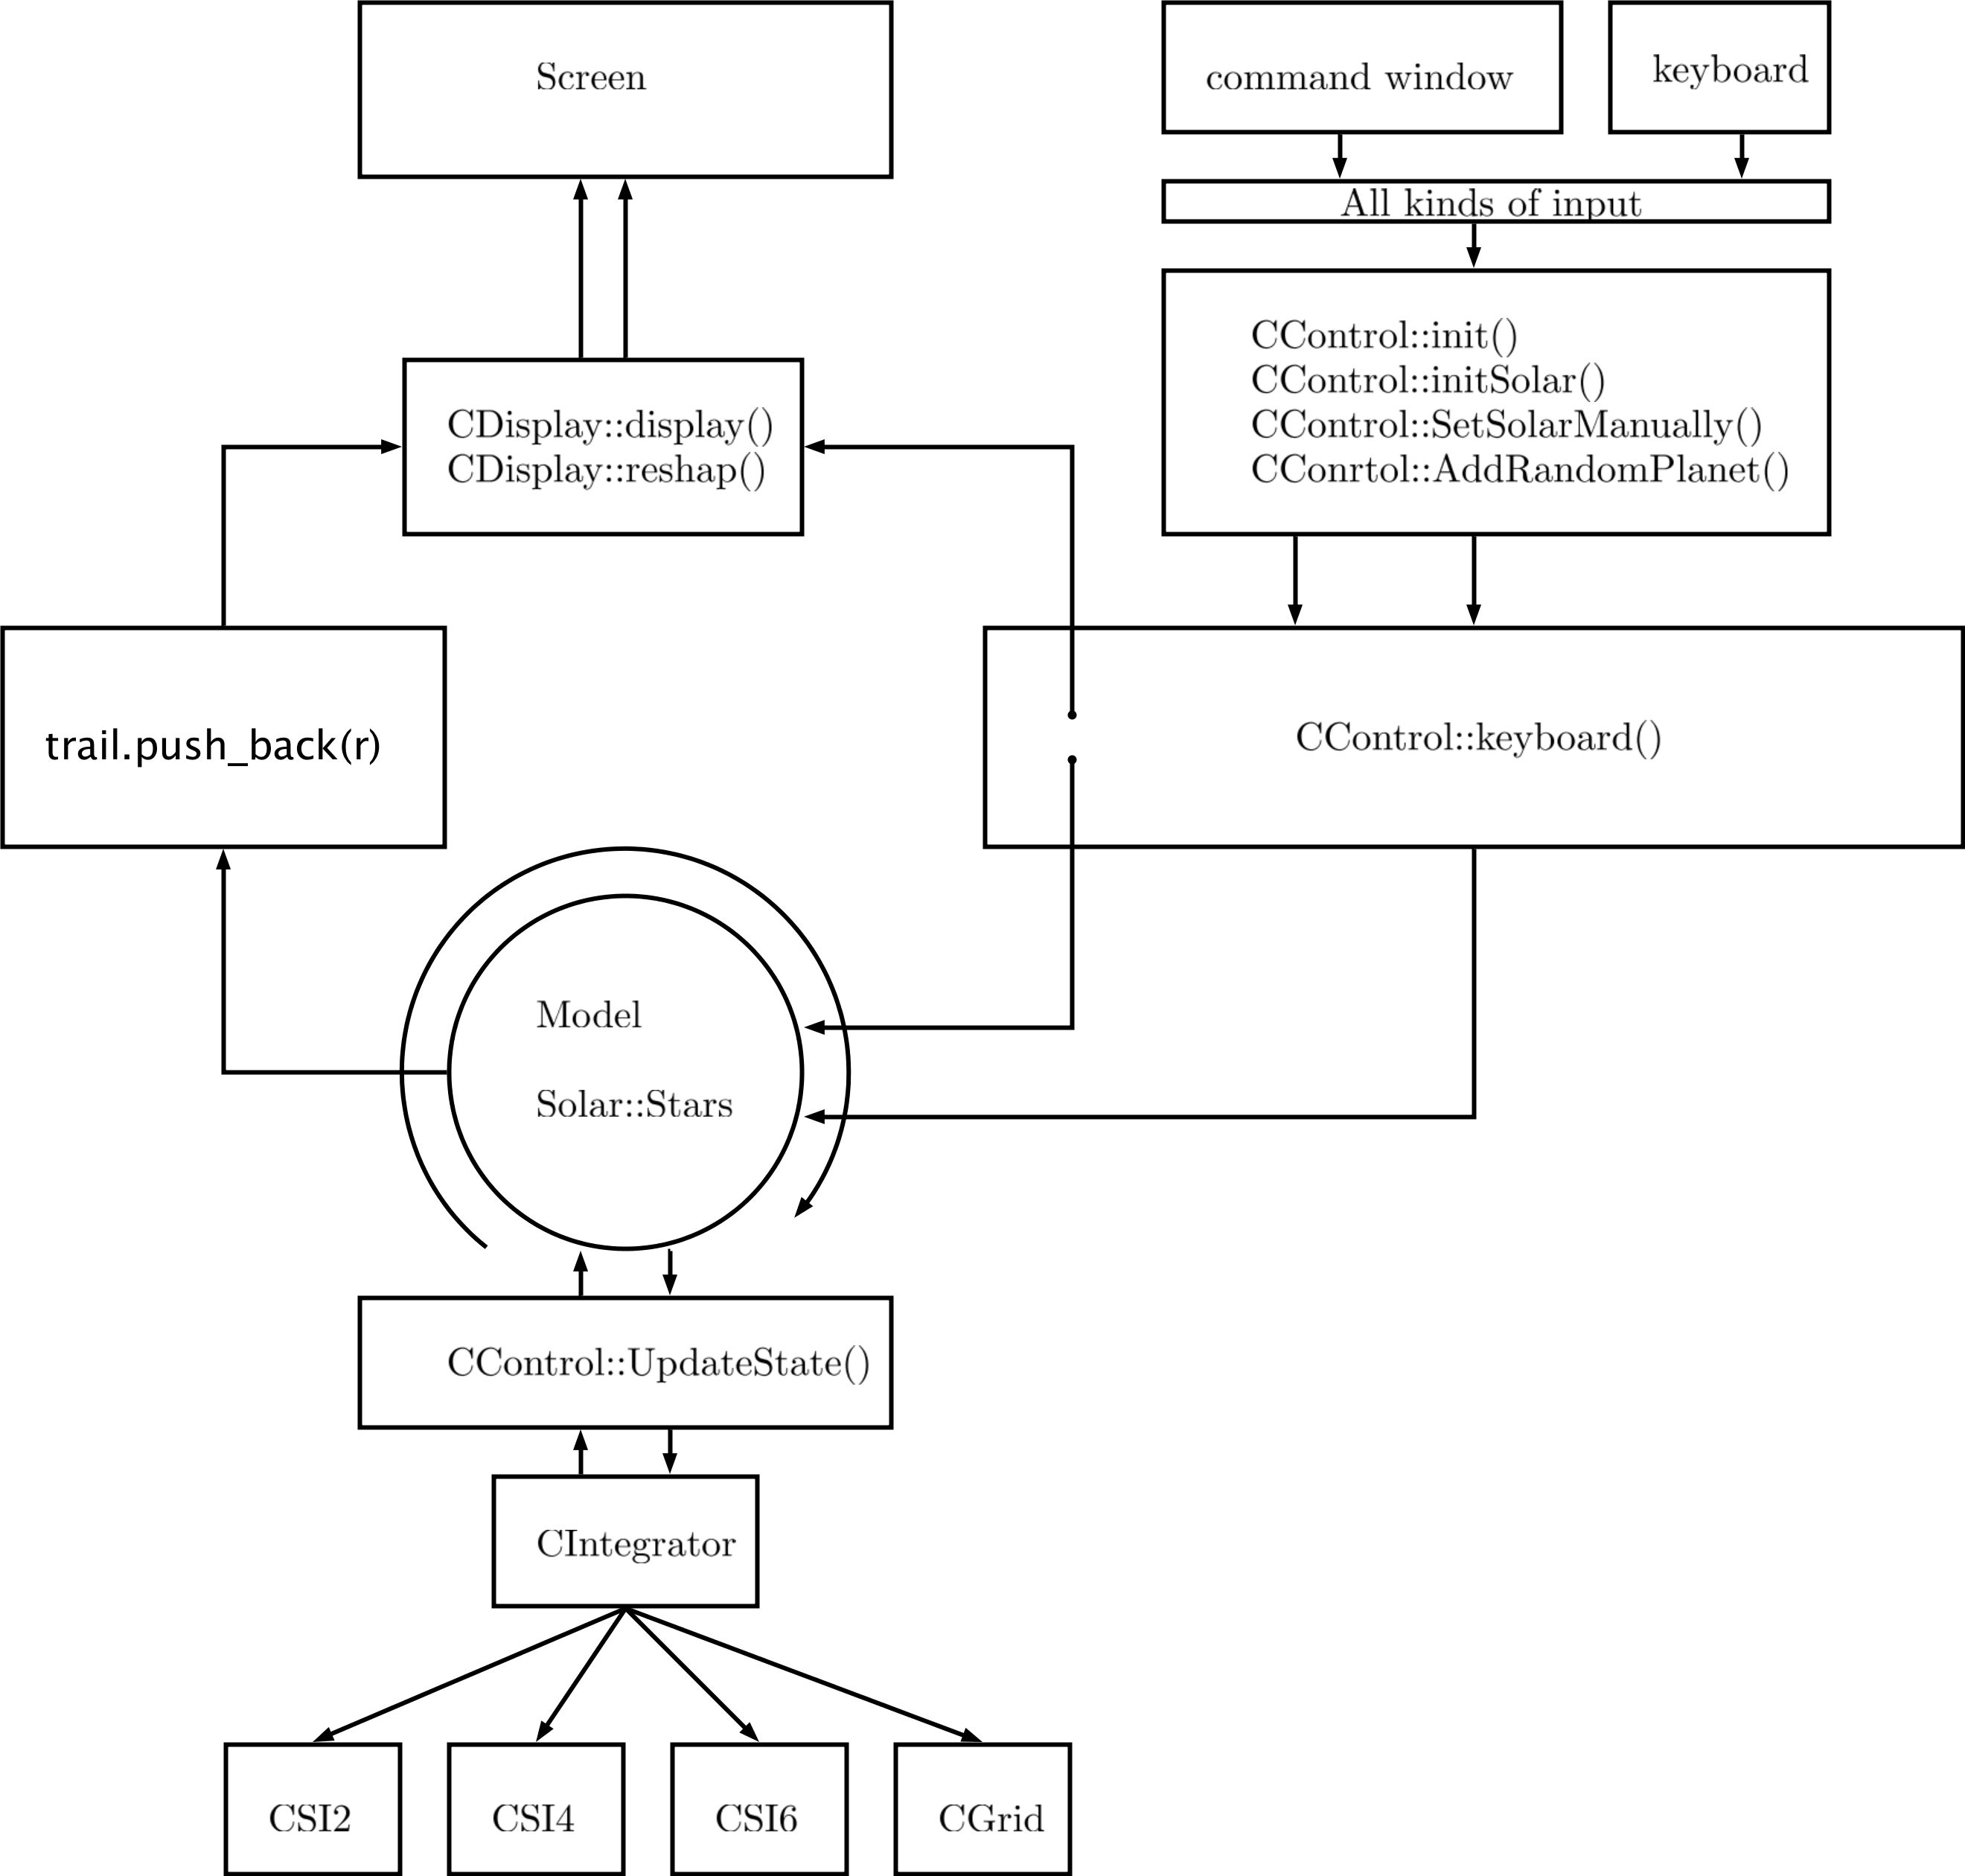 Screen
command window
keyboard
All kinds of input
CControl::init()
CControl::initSolar()
CControl::SetSolarManually()
CConrtol::AddRandomPlanet()
CDisplay::display()
CDisplay::reshap()
trail.push_back(r)
CControl::keyboard()
Model
Solar::Stars
CControl::UpdateState()
CIntegrator
CSI2
CSI4
CSI6
CGrid